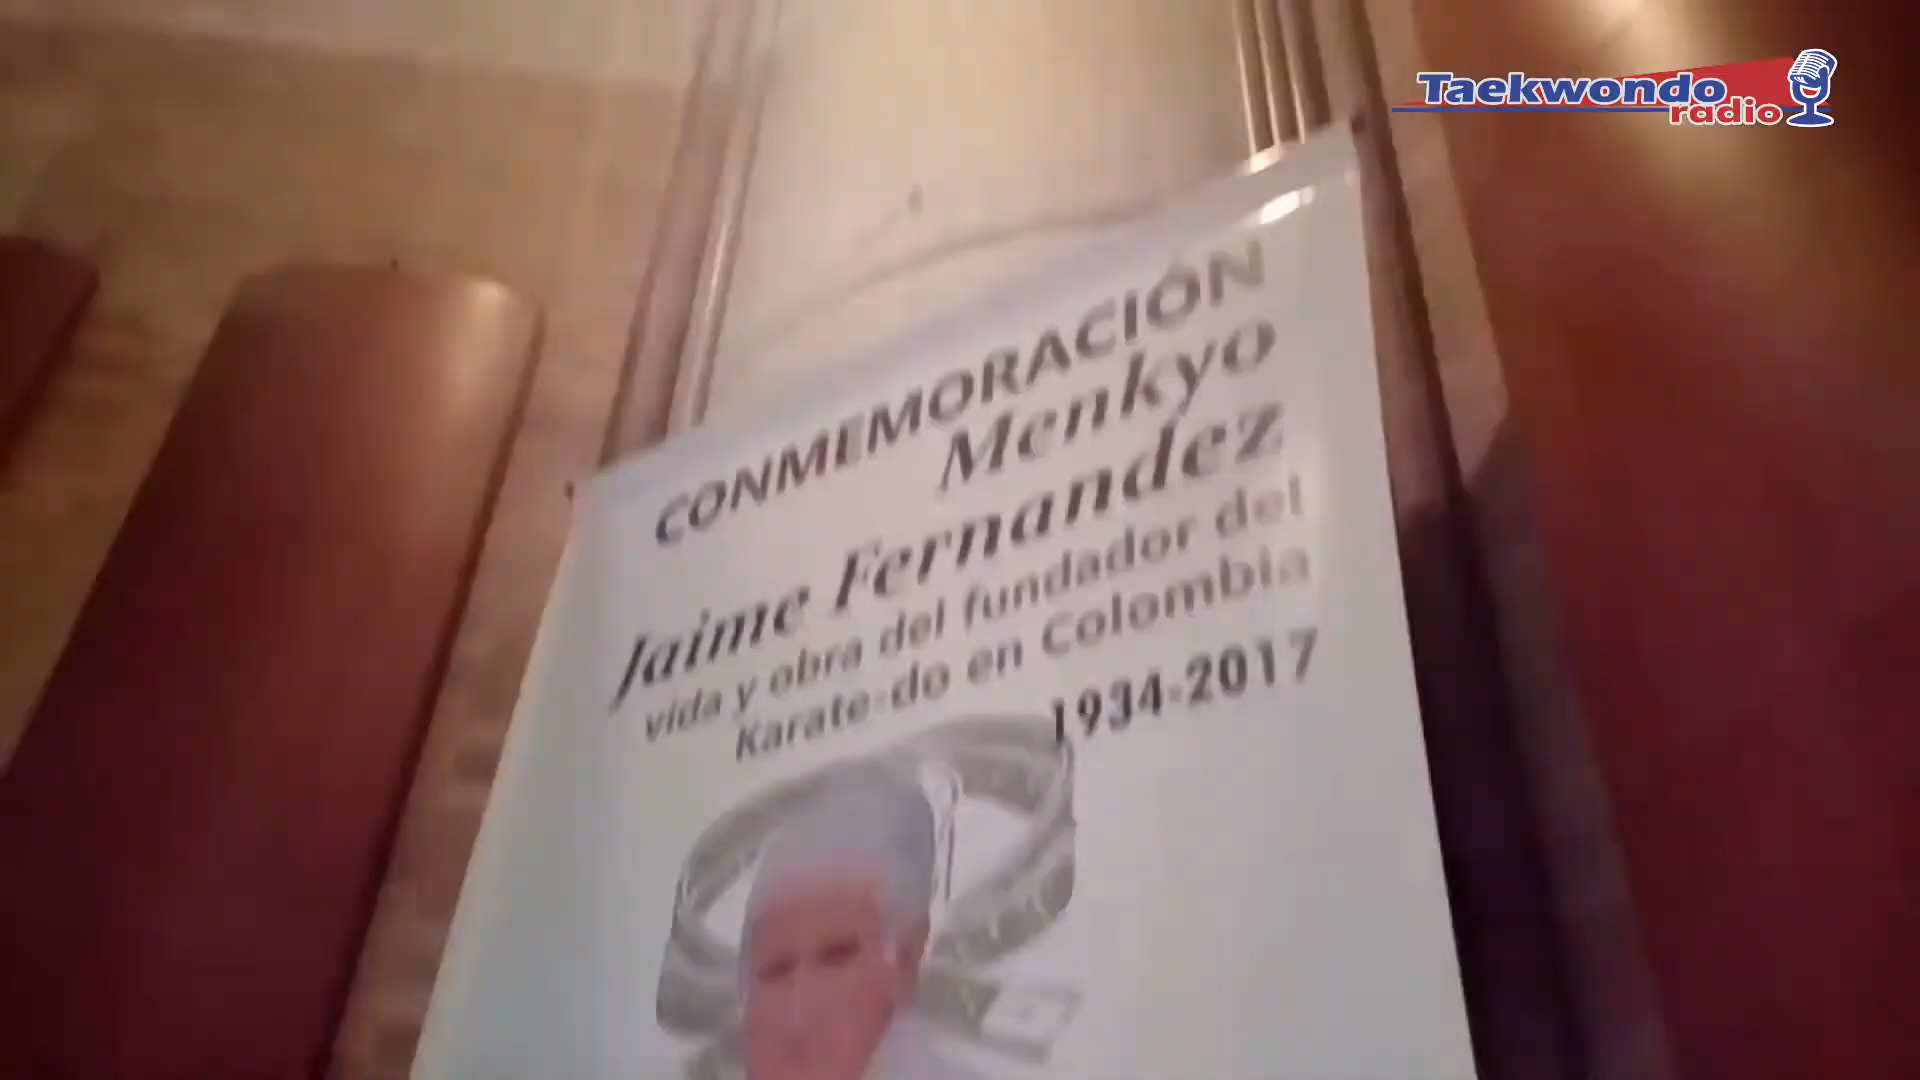 Taekwondo
radio
CONMEMORACIÓN
Menkyo
Jaime Fernandez
vida y obra del fundador del
Karate-do en Colombia
1934-2017